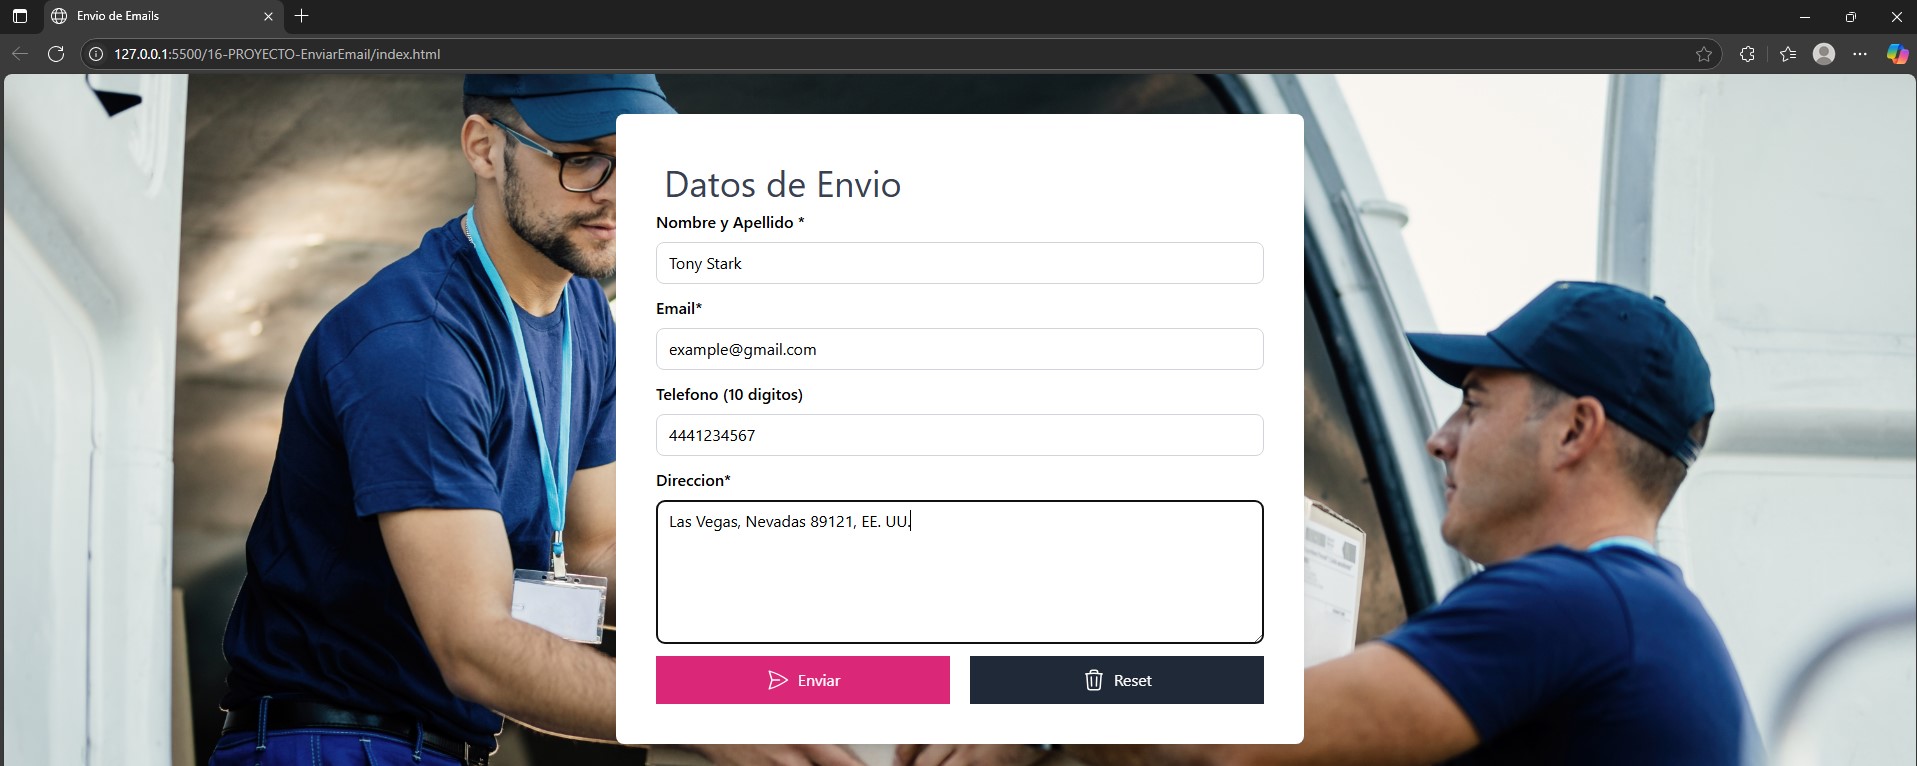 Envio de Emails
127.0.0.1:5500/16-PROYECTO-EnviarEmail/index.html
Datos de Envio
Nombre y Apellido *
Tony Stark
Email*
example@gmail.com
Telefono (10 digitos)
4441234567
Direccion*
Las Vegas, Nevadas 89121, EE. UU.
Enviar
Reset